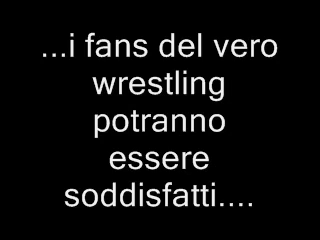 ...i fans del vero
wrestling
potranno
essere
soddisfatti....